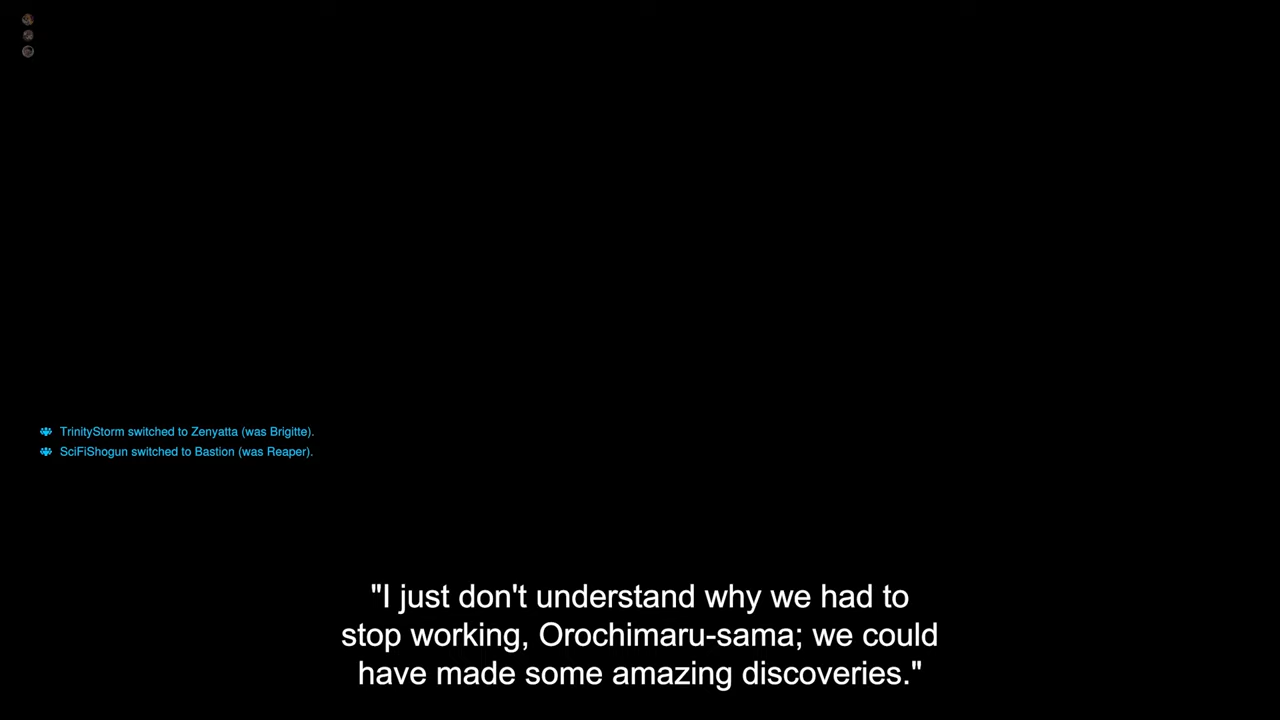 TrinityStorm switched to Zenyatta (was Brigitte).
SciFiShogun switched to Bastion (was Reaper).
"I just don't understand why we had to
stop working, Orochimaru-sama; we could
have made some amazing discoveries."